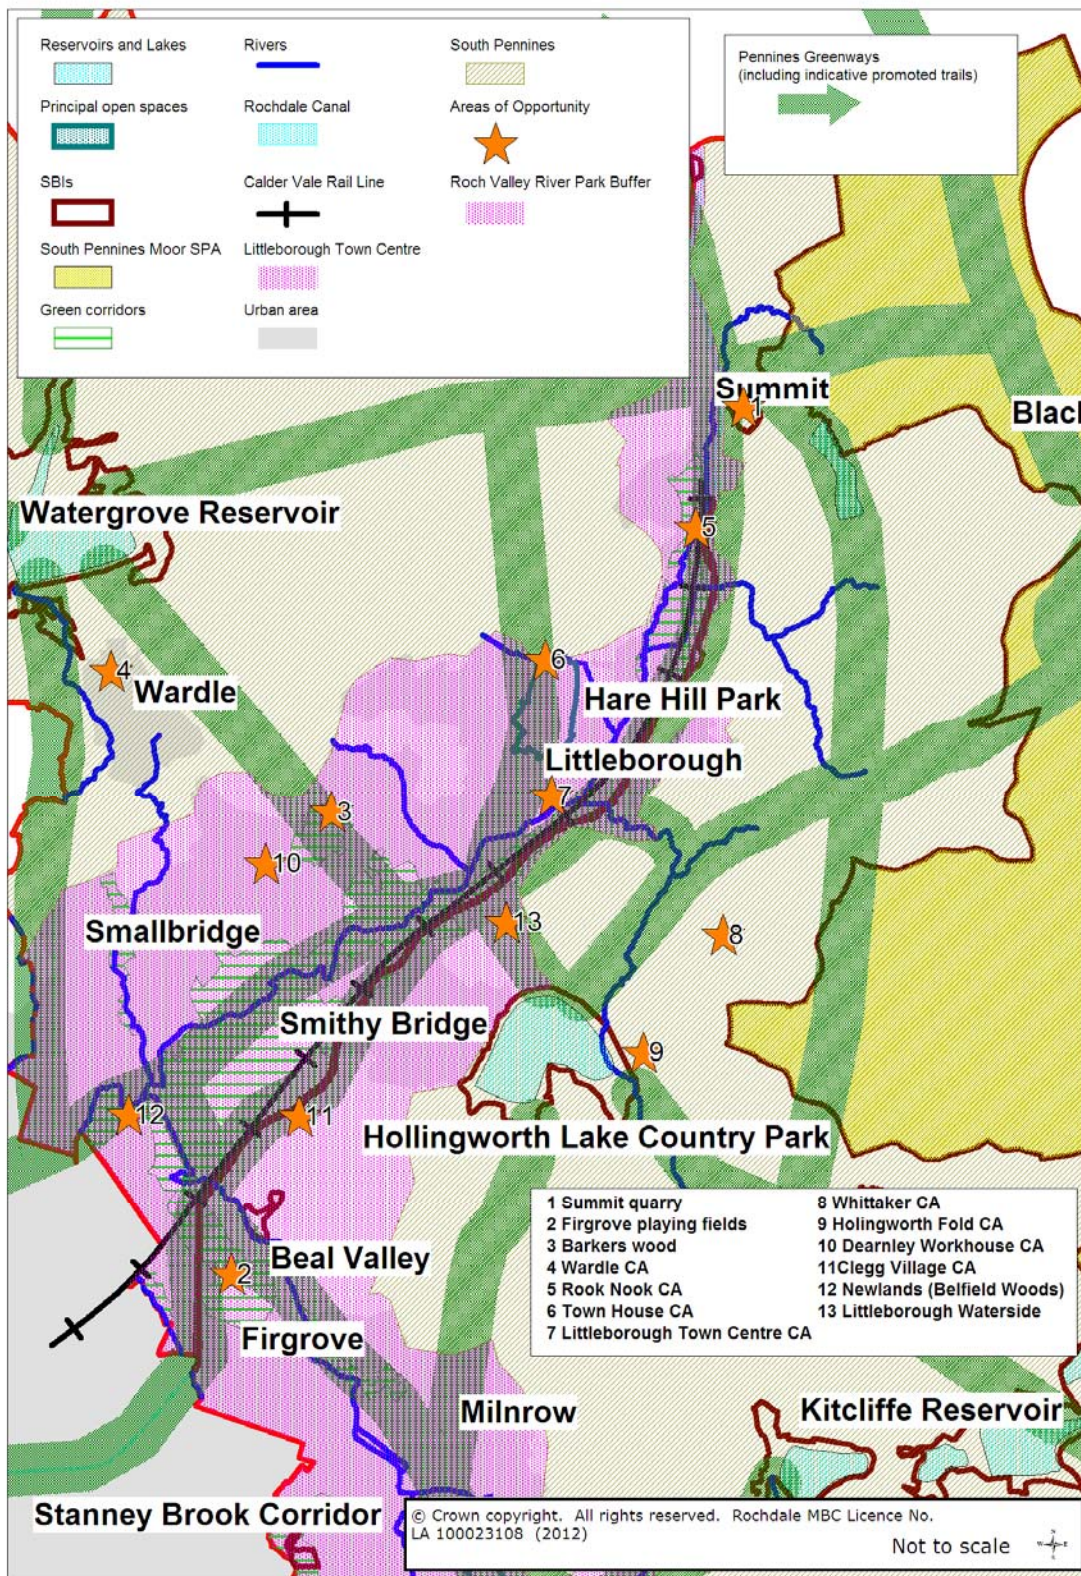 Reservoirs and Lakes
Rivers
South Pennines
Principal open spaces
Rochdale Canal
Areas of Opportunity
SBIs
Calder Vale Rail Line
Roch Valley River Park Buffer
South Pennines Moor SPA
Littleborough Town Centre
Green corridors
Urban area
Pennines Greenways
(including indicative promoted trails)
Summit
1
Black
Watergrove Reservoir
5
6
4
Wardle
Hare Hill Park
Littleborough
7
3
10
Smallbridge
13
8
Smithy Bridge
9
12
11
Hollingworth Lake Country Park
Beal Valley
2
Firgrove
1 Summit quarry
2 Firgrove playing fields
3 Barkers wood
4 Wardle CA
5 Rook Nook CA
6 Town House CA
7 Littleborough Town Centre CA
8 Whittaker CA
9 Holingworth Fold CA
10 Dearnley Workhouse CA
11Clegg Village CA
12 Newlands (Belfield Woods)
13 Littleborough Waterside
Milnrow
Kitcliffe Reservoir
Stanney Brook Corridor
© Crown copyright. All rights reserved. Rochdale MBC Licence No.
LA 100023108 (2012)
Not to scale
N
W
E
S